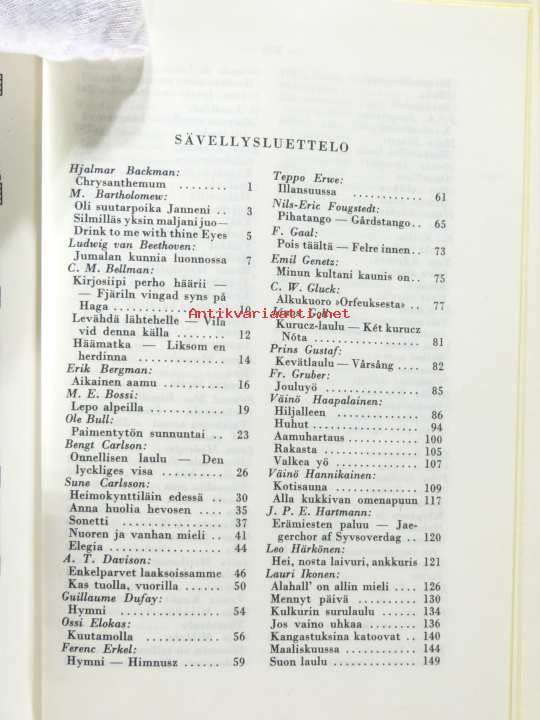 SÄVELLYSLUETTELO
Hjalmar Backman:
Chrysanthemum ........ 1
M. Bartholomew:
Oli suutarpoika Janneni .. 3
Silmilläs yksin maljani juo—
Drink to me with thine Eyes 5
Ludwig van Beethoven:
Jumalan kunnia luonnossa 7
C. M. Bellman:
Kirjosiipi perho häärii —
— Fjäriln vingad syns på
Haga .................. 10
Levähdä lähtehelle — Vila
vid denna källa ........ 12
Häämatka — Liksom en
herdinna .............. 14
Erik Bergman:
Aikainen aamu .......... 16
M. E. Bossi:
Lepo alpeilla ............ 19
Ole Bull:
Paimentytön sunnuntai .. 23
Bengt Carlson:
Onnellisen laulu — Den
lyckliges visa .......... 26
Sune Carlsson:
Heimokynttiläin edessä .. 30
Anna huolia hevosen .... 35
Sonetti ................ 37
Nuoren ja vanhan mieli .. 41
Elegia .................. 44
A. T. Davison:
Enkelparvet laaksoissamme 46
Kas tuolla, vuorilla ...... 50
Guillaume Dufay:
Hymni ................ 54
Ossi Elokas:
Kuutamolla ............ 56
Ferenc Erkel:
Hymni — Himnusz ...... 59
Teppo Erwe:
Illansuussa ............ 61
Nils-Eric Fougstedt:
Pihatango — Gårdstango.. 65
F. Gaal:
Pois täältä — Felre innen.. 73
Emil Genetz:
Minun kultani kaunis on.. 75
C. W. Gluck:
Alkukuoro »Orfeuksesta» .. 77
Antikvariaatti.net
Kurucz-laulu — Két kurucz
Nóta .................. 81
Prins Gustaf:
Kevätlaulu — Vårsång .. 82
Fr. Gruber:
Jouluyö ................ 85
Väinö Haapalainen:
Hiljalleen .............. 86
Huhut .................. 94
Aamuhartaus .......... 100
Rakasta ................ 105
Valkea yö .............. 107
Väinö Hannikainen:
Kotisauna .............. 109
Alla kukkivan omenapuun 117
J. P. E. Hartmann:
Erämiesten paluu — Jae-
gerchor af Syvsoverdag .. 120
Leo Härkönen:
Hei, nosta laivuri, ankkuris 121
Lauri Ikonen:
Alahall' on allin mieli .... 126
Mennyt päivä .......... 130
Kulkurin surulaulu ...... 134
Jos vaino uhkaa ........ 136
Kangastuksina katoovat .. 140
Maaliskuussa ............ 144
Suon laulu .............. 149